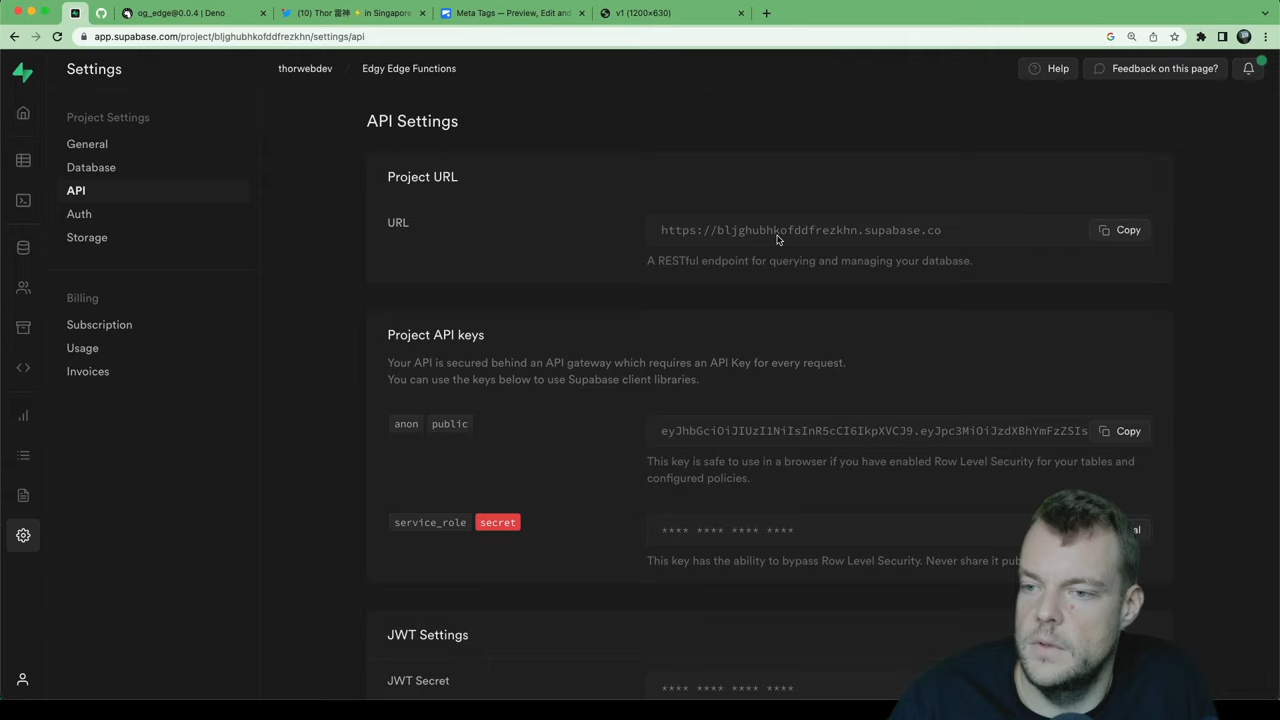 og_edge@0.0.4 | Deno
(10) Thor 雷神 ⚡ in Singapore
Meta Tags — Preview, Edit and
v1 (1200×630)
app.supabase.com/project/bljghubhkofddfrezkhn/settings/api
Settings
thorwebdev / Edgy Edge Functions
Help
Feedback on this page?
Project Settings
General
Database
API
Auth
Storage
Billing
Subscription
Usage
Invoices
API Settings
Project URL
URL
https://bljghubhkofddfrezkhn.supabase.co
Copy
A RESTful endpoint for querying and managing your database.
Project API keys
Your API is secured behind an API gateway which requires an API Key for every request.
You can use the keys below to use Supabase client libraries.
anon public
eyJhbGciOiJIUzI1NiIsInR5cCI6IkpXVCJ9.eyJpc3MiOiJzdXBhYmFzZSIs
Copy
This key is safe to use in a browser if you have enabled Row Level Security for your tables and
configured policies.
service_role secret
**** **** **** ****
This key has the ability to bypass Row Level Security. Never share it
JWT Settings
JWT Secret
**** **** **** ****